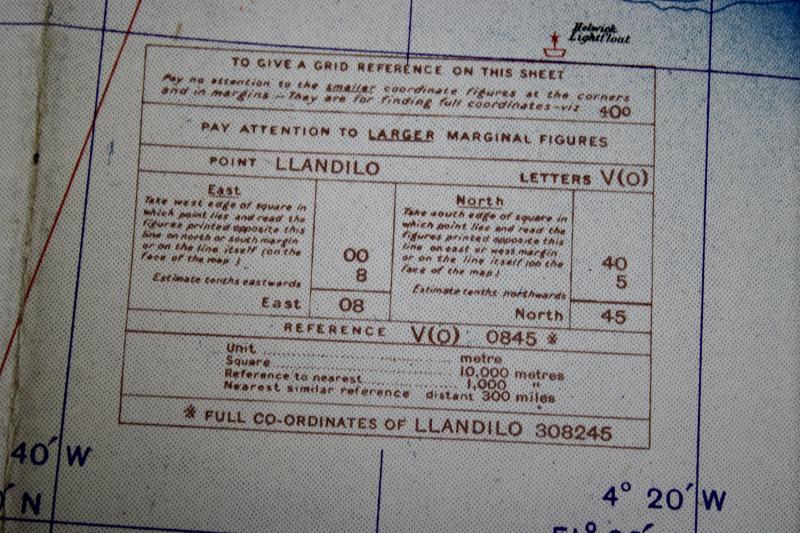 Helwick
Lightfloat
TO GIVE A GRID REFERENCE ON THIS SHEET
Pay no attention to the smaller coordinate figures at the corners
and in margins :- They are for finding full coordinates-viz 400
PAY ATTENTION TO LARGER MARGINAL FIGURES
POINT LLANDILO LETTERS V(O)
East
Take west edge of square in
which point lies and read the
figures printed opposite this
line on north or south margin
or on the line itself (on the
face of the map.)
00
Estimate tenths eastwards
8
East 08
North
Take south edge of square in
which point lies and read the
figures printed opposite this
line on east or west margin
or on the line itself (on the
face of the map.)
40
Estimate tenths northwards
5
North 45
REFERENCE V(O) 0845 *
Unit metre
Square 10,000 metres
Reference to nearest 1,000 "
Nearest similar reference distant 300 miles
* FULL CO-ORDINATES OF LLANDILO 308245
40′ W
4° 20′ W
0′ N